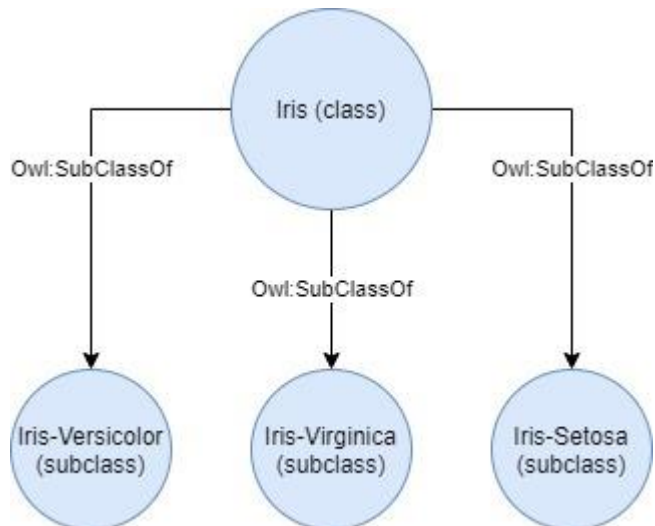 Iris (class)
Owl:SubClassOf
Owl:SubClassOf
Owl:SubClassOf
Iris-Versicolor
(subclass)
Iris-Virginica
(subclass)
Iris-Setosa
(subclass)